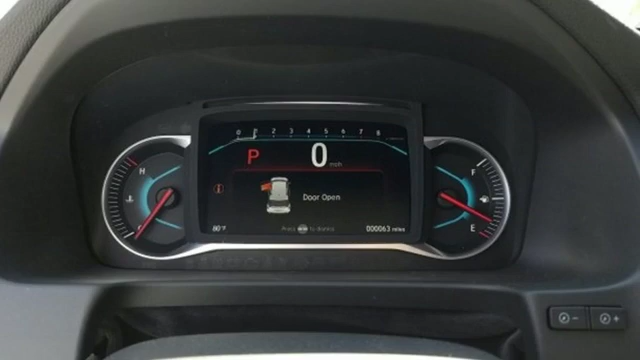 0 1 2 3 4 5 6 7 8
P 0 mph
H F
Door Open
C E
80°F Press to dismiss 000063 miles
- +